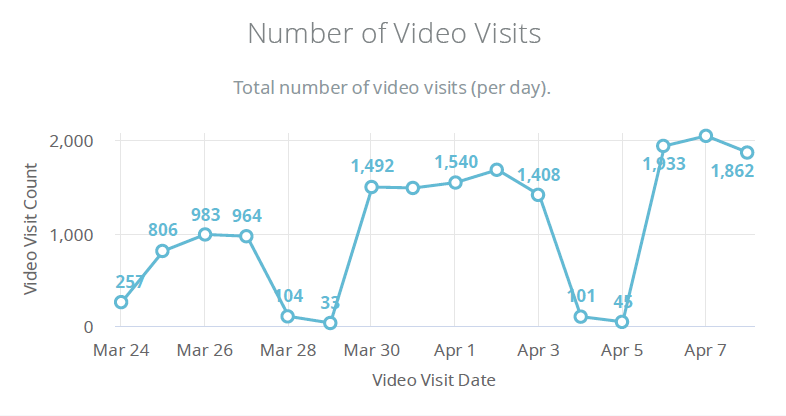 Number of Video Visits
Total number of video visits (per day).
Video Visit Count
2,000
1,000
0
257
806
983
964
104
33
1,492
1,540
1,408
101
45
1,933
1,862
Mar 24
Mar 26
Mar 28
Mar 30
Apr 1
Apr 3
Apr 5
Apr 7
Video Visit Date